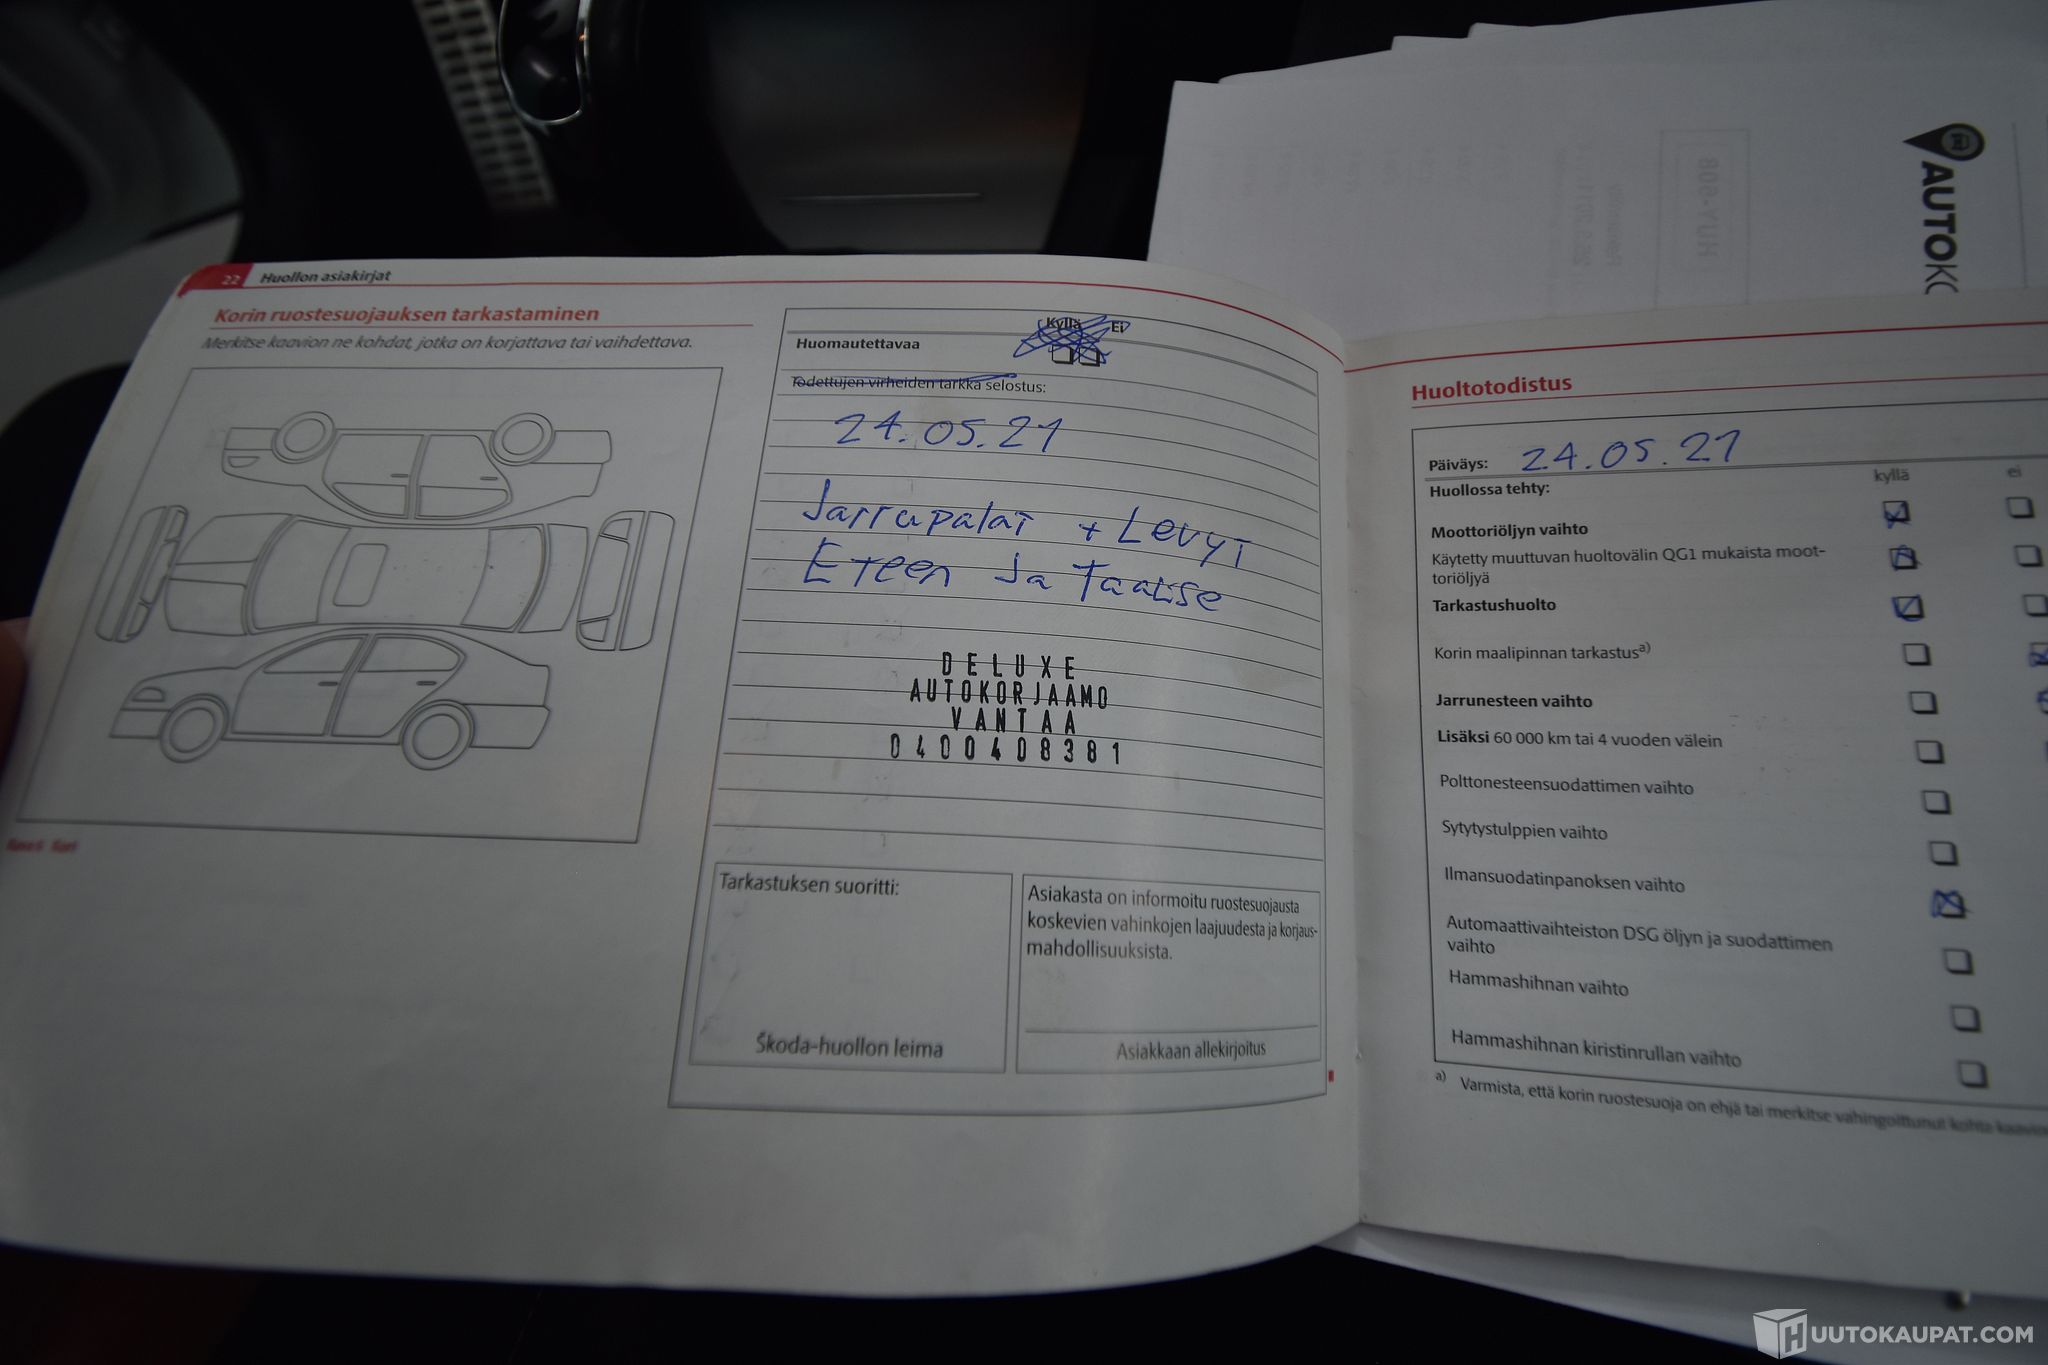 22 Huollon asiakirjat
Korin ruostesuojauksen tarkastaminen
Merkitse kaavion ne kohdat, jotka on korjattava tai vaihdettava.
Kyllä Ei
Huomautettavaa
Todettujen virheiden tarkka selostus:
24.05.21
Jarrupalat + Levyt
Eteen ja Taakse
DELUXE
AUTOKORJAAMO
VANTAA
0400408381
Tarkastuksen suoritti:
Škoda-huollon leima
Asiakasta on informoitu ruostesuojausta
koskevien vahinkojen laajuudesta ja korjaus-
mahdollisuuksista.
Asiakkaan allekirjoitus
Huoltotodistus
Päiväys: 24.05.21
kyllä ei
Huollossa tehty:
Moottoriöljyn vaihto
Käytetty muuttuvan huoltovälin QG1 mukaista moot-
toriöljyä
Tarkastushuolto
Korin maalipinnan tarkastus a)
Jarrunesteen vaihto
Lisäksi 60 000 km tai 4 vuoden välein
Polttonesteensuodattimen vaihto
Sytytystulppien vaihto
Ilmansuodatinpanoksen vaihto
Automaattivaihteiston DSG öljyn ja suodattimen
vaihto
Hammashihnan vaihto
Hammashihnan kiristinrullan vaihto
a) Varmista, että korin ruostesuoja on ehjä tai merkitse vahingoittunut kohta
AUTOKO
HUY-608
HUUTOKAUPAT.COM